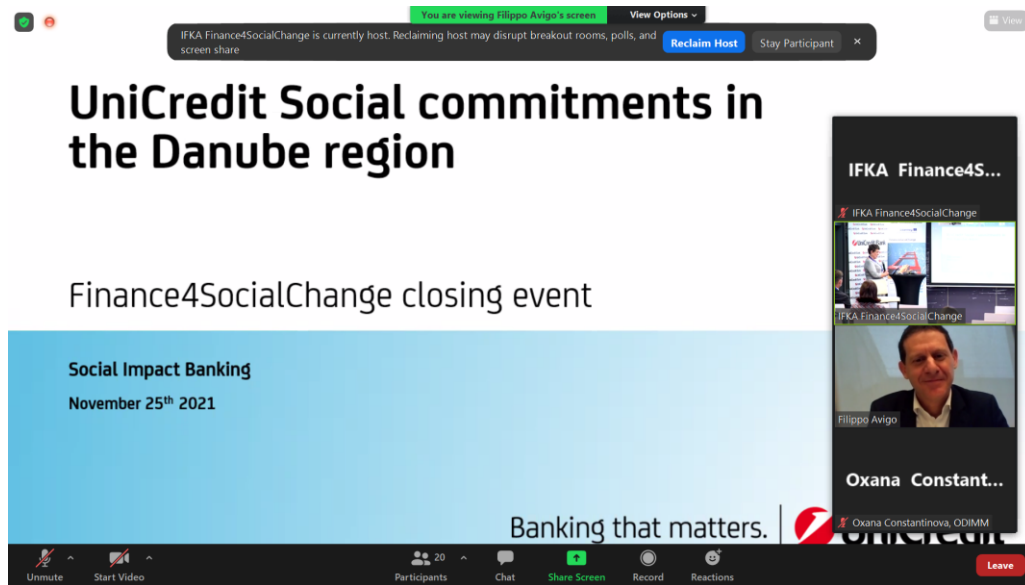 You are viewing Filippo Avigo's screen
View Options
View
IFKA Finance4SocialChange is currently host. Reclaiming host may disrupt breakout rooms, polls, and
screen share
Reclaim Host
Stay Participant
UniCredit Social commitments in
the Danube region
Finance4SocialChange closing event
Social Impact Banking
November 25th 2021
Banking that matters.
UniCredit
IFKA Finance4S...
IFKA Finance4SocialChange
UniCredit Bank
IFKA Finance4SocialChange
Filippo Avigo
Oxana Constant...
Oxana Constantinova, ODIMM
Unmute
Start Video
20
Participants
Chat
Share Screen
Record
Reactions
Leave